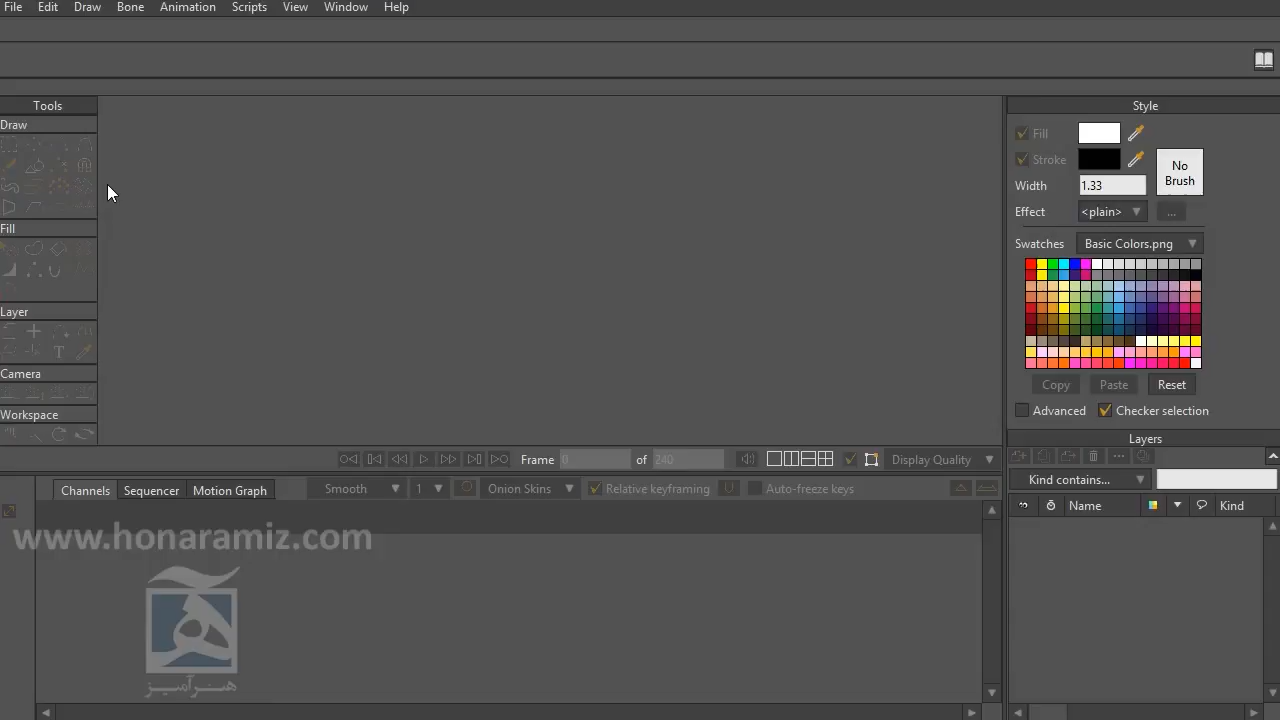 File Edit Draw Bone Animation Scripts View Window Help
Tools
Draw
Fill
Layer
T
Camera
Workspace
Style
Fill
Stroke
No Brush
Width 1.33
Effect <plain> ...
Swatches Basic Colors.png
Copy Paste Reset
Advanced Checker selection
Frame 0 of 240 Display Quality
Layers
Kind contains...
Name Kind
Channels Sequencer Motion Graph Smooth 1 Onion Skins Relative keyframing Auto-freeze keys
www.honaramiz.com
هنرآمیز